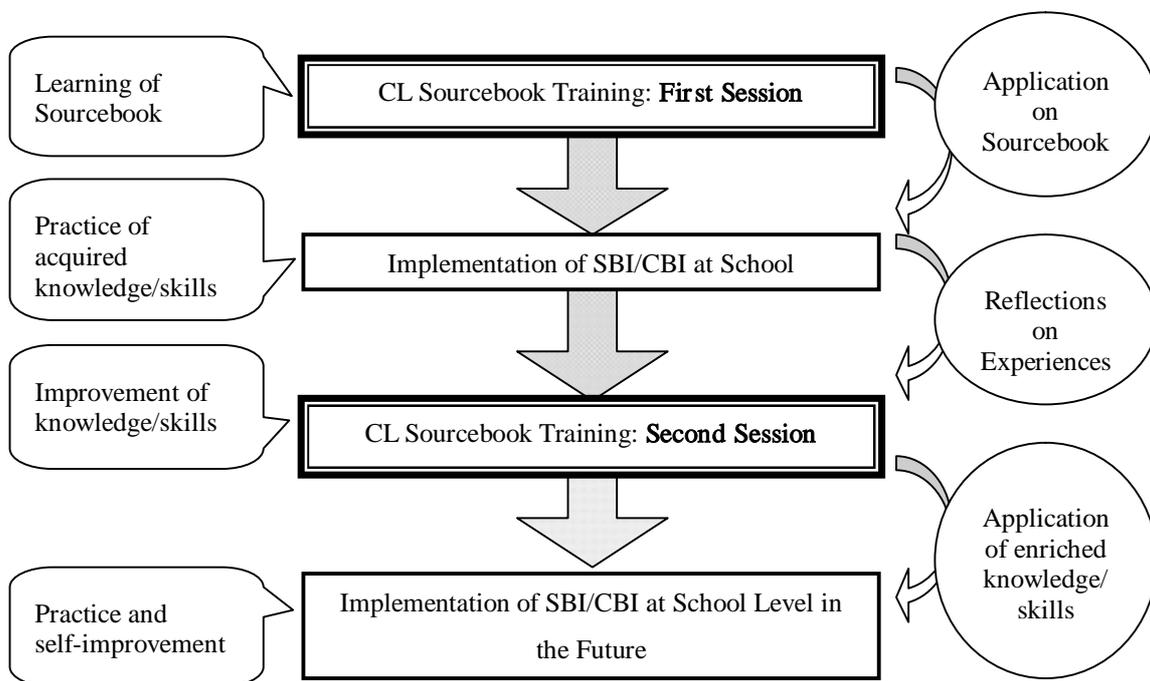 Learning of
Sourcebook
CL Sourcebook Training: First Session
Application
on
Sourcebook
Practice of
acquired
knowledge/skills
Implementation of SBI/CBI at School
Reflections
on
Experiences
Improvement of
knowledge/skills
CL Sourcebook Training: Second Session
Application
of enriched
knowledge/
skills
Practice and
self-improvement
Implementation of SBI/CBI at School Level in
the Future